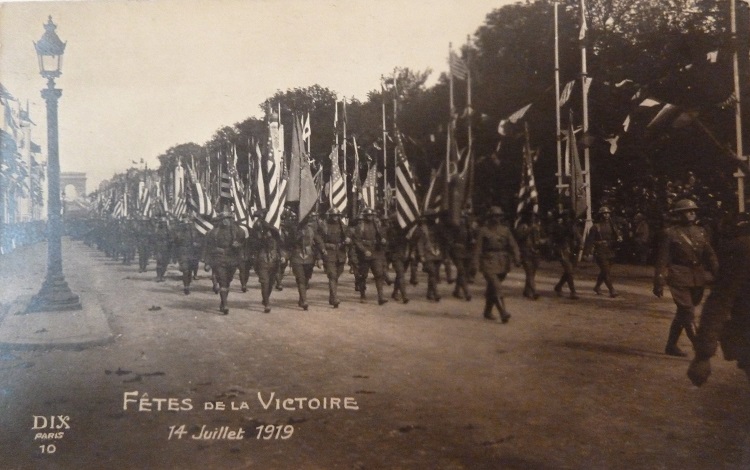 FÊTES DE LA VICTOIRE
14 Juillet 1919
DIX
PARIS
10